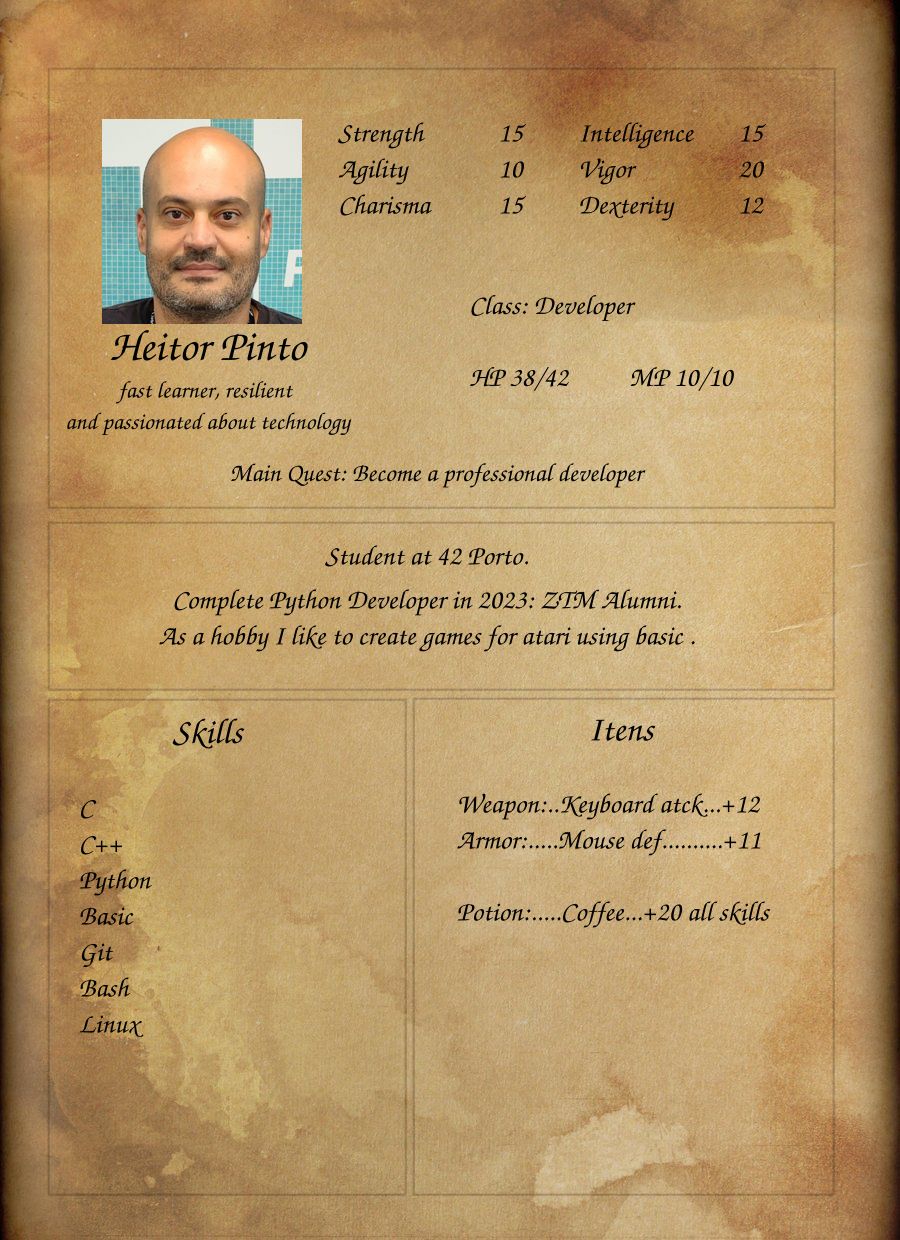 Strength 15 Intelligence 15
Agility 10 Vigor 20
Charisma 15 Dexterity 12
Class: Developer
HP 38/42 MP 10/10
Heitor Pinto
fast learner, resilient
and passionated about technology
Main Quest: Become a professional developer
Student at 42 Porto.
Complete Python Developer in 2023: ZTM Alumni.
As a hobby I like to create games for atari using basic .
Skills
C
C++
Python
Basic
Git
Bash
Linux
Itens
Weapon:..Keyboard atck...+12
Armor:.....Mouse def..........+11
Potion:.....Coffee...+20 all skills